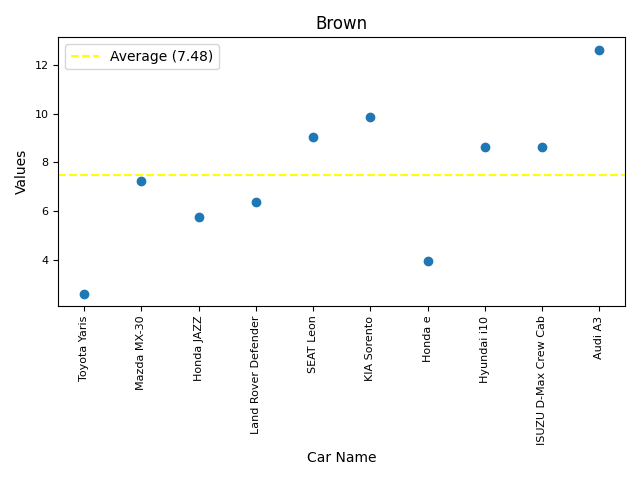 Brown
Average (7.48)
Values
12
10
8
6
4
Toyota Yaris
Mazda MX-30
Honda JAZZ
Land Rover Defender
SEAT Leon
KIA Sorento
Honda e
Hyundai i10
ISUZU D-Max Crew Cab
Audi A3
Car Name